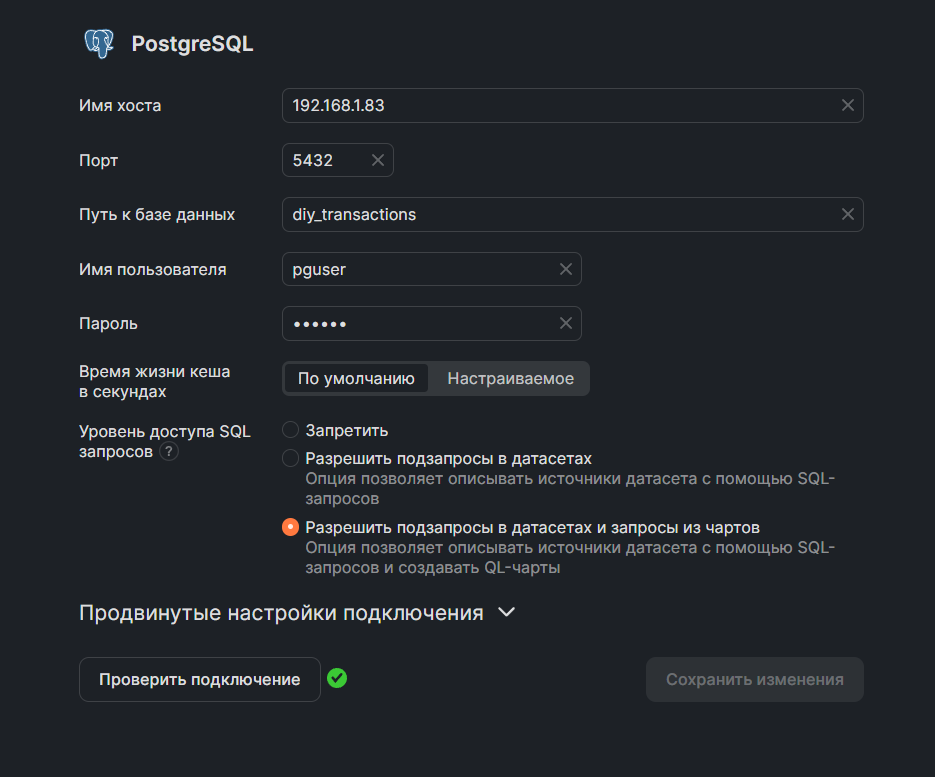 PostgreSQL
Имя хоста
192.168.1.83
Порт
5432
Путь к базе данных
diy_transactions
Имя пользователя
pguser
Пароль
••••••
Время жизни кеша
в секундах
По умолчанию
Настраиваемое
Уровень доступа SQL
запросов ?
Запретить
Разрешить подзапросы в датасетах
Опция позволяет описывать источники датасета с помощью SQL-
запросов
Разрешить подзапросы в датасетах и запросы из чартов
Опция позволяет описывать источники датасета с помощью SQL-
запросов и создавать QL-чарты
Продвинутые настройки подключения
Проверить подключение
Сохранить изменения